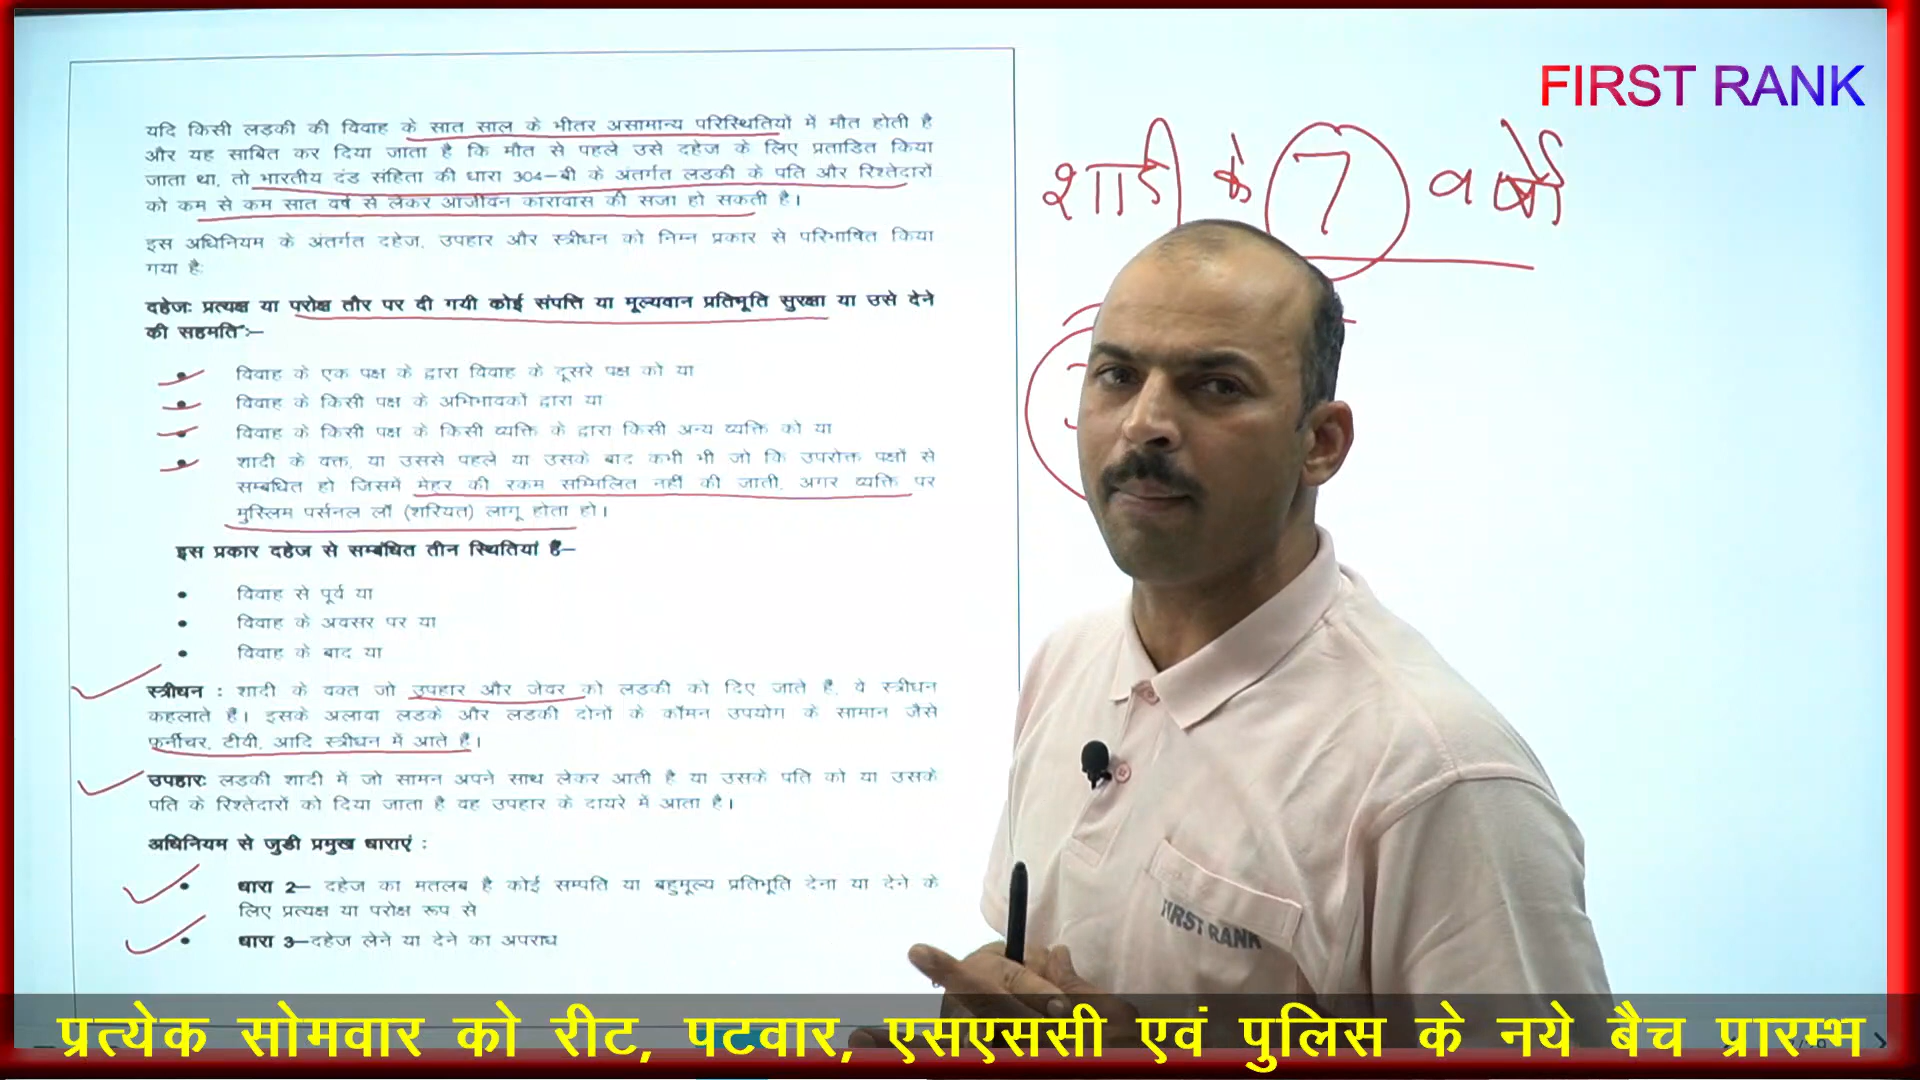 FIRST RANK
यदि किसी लडकी की विवाह के सात साल के भीतर असामान्य परिस्थितियों में मौत होती है
और यह साबित कर दिया जाता है कि मौत से पहले उसे दहेज के लिए प्रताडित किया
जाता था, तो भारतीय दंड संहिता की धारा 304–बी के अंतर्गत लडकी के पति और रिश्तेदारों
को कम से कम सात वर्ष से लेकर आजीवन कारावास की सजा हो सकती है।
इस अधिनियम के अंतर्गत दहेज, उपहार और स्त्रीधन को निम्न प्रकार से परिभाषित किया
गया है:
दहेजः प्रत्यक्ष या परोक्ष तौर पर दी गयी कोई संपत्ति या मूल्यवान प्रतिभूति सुरक्षा या उसे देने
की सहमति :–
• विवाह के एक पक्ष के द्वारा विवाह के दूसरे पक्ष को या
• विवाह के किसी पक्ष के अभिभावकों द्वारा या
• विवाह के किसी पक्ष के किसी व्यक्ति के द्वारा किसी अन्य व्यक्ति को या
• शादी के वक्त, या उससे पहले या उसके बाद कभी भी जो कि उपरोक्त पक्षों से
सम्बधित हो जिसमें मेहर की रकम सम्मिलित नहीं की जाती, अगर व्यक्ति पर
मुस्लिम पर्सनल लॉ (शरियत) लागू होता हो।
इस प्रकार दहेज से सम्बंधित तीन स्थितियां हैं–
• विवाह से पूर्व या
• विवाह के अवसर पर या
• विवाह के बाद या
स्त्रीधन : शादी के वक्त जो उपहार और जेवर को लडकी को दिए जाते हैं, वे स्त्रीधन
कहलाते हैं। इसके अलावा लडके और लडकी दोनों के कॉमन उपयोग के सामान जैसे
फर्नीचर, टीवी, आदि स्त्रीधन में आते हैं।
उपहारः लडकी शादी में जो सामन अपने साथ लेकर आती है या उसके पति को या उसके
पति के रिश्तेदारों को दिया जाता है वह उपहार के दायरे में आता है।
अधिनियम से जुडी प्रमुख धाराएं :
• धारा 2– दहेज का मतलब है कोई सम्पति या बहुमूल्य प्रतिभूति देना या देने के
लिए प्रत्यक्ष या परोक्ष रूप से
• धारा 3–दहेज लेने या देने का अपराध
शादी के 7
FIRST RANK
प्रत्येक सोमवार को रीट, पटवार, एसएससी एवं पुलिस के नये बैच प्रारम्भ